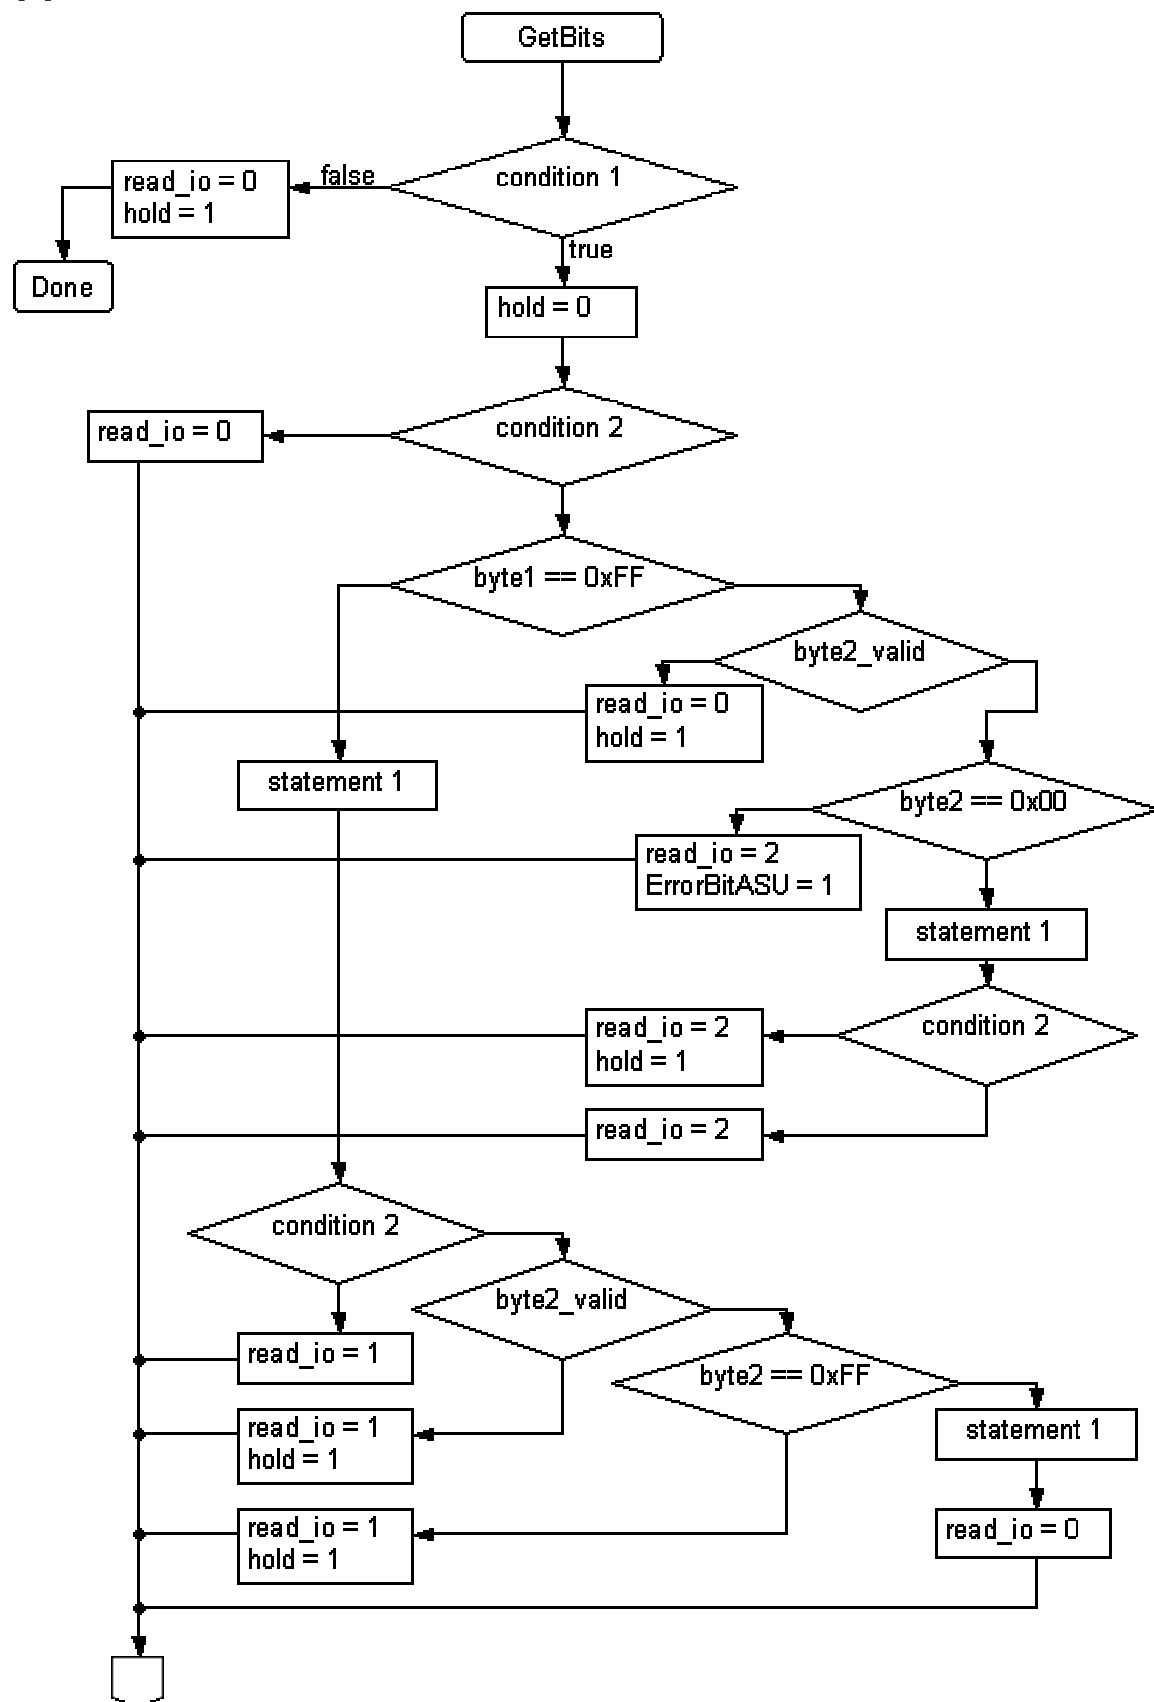 GetBits
condition 1
false
read_io = 0
hold = 1
true
Done
hold = 0
condition 2
read_io = 0
byte1 == 0xFF
byte2_valid
read_io = 0
hold = 1
statement 1
byte2 == 0x00
read_io = 2
ErrorBitASU = 1
statement 1
condition 2
read_io = 2
hold = 1
read_io = 2
condition 2
byte2_valid
read_io = 1
byte2 == 0xFF
read_io = 1
hold = 1
statement 1
read_io = 1
hold = 1
read_io = 0